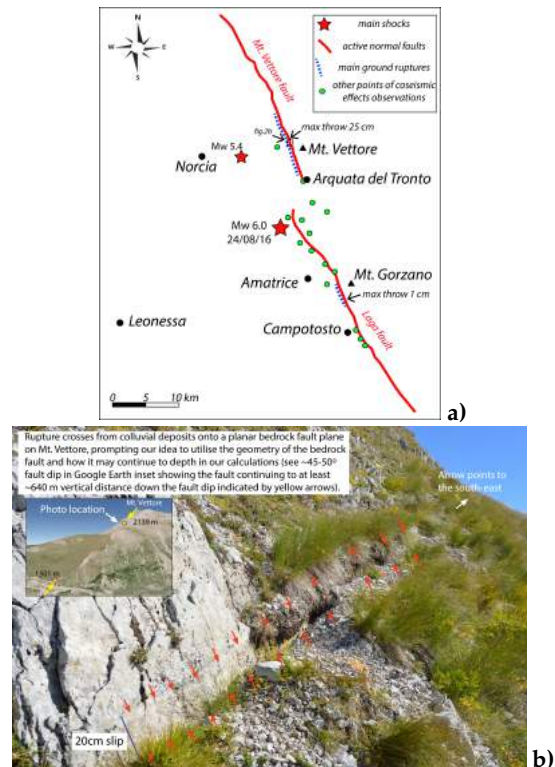 N
W E
S
main shocks
active normal faults
main ground ruptures
other points of coseismic
effects observations
Mt. Vettore fault
fig.2b
max throw 25 cm
Mw 5.4
Mt. Vettore
Norcia
Arquata del Tronto
Mw 6.0
24/08/16
Mt. Gorzano
Amatrice
max throw 1 cm
Leonessa
Campotosto
Laga fault
0 5 10 km
a)
Rupture crosses from colluvial deposits onto a planar bedrock fault plane
on Mt. Vettore, prompting our idea to utilise the geometry of the bedrock
fault and how it may continue to depth in our calculations (see ~45-50°
fault dip in Google Earth inset showing the fault continuing to at least
~640 m vertical distance down the fault dip indicated by yellow arrows).
Arrow points to
the south-east
Mt. Vettore
Photo location
2139 m
1501 m
20cm slip
b)